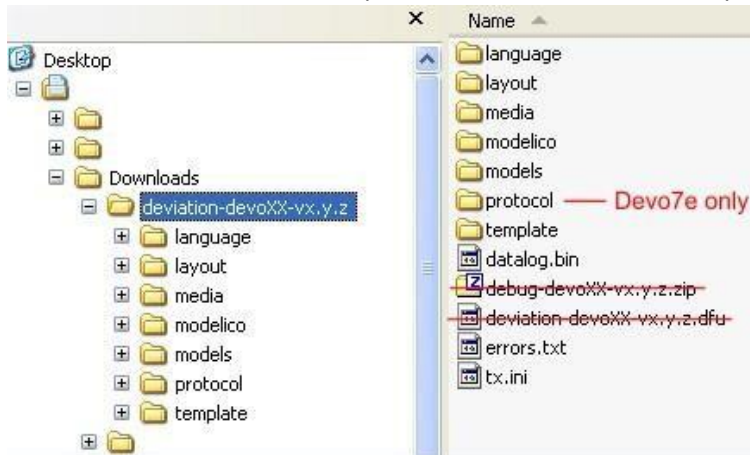 Name
Desktop
Downloads
deviation-devoXX-vx.y.z
language
layout
media
modelico
models
protocol
template
language
layout
media
modelico
models
protocol Devo7e only
template
datalog.bin
debug-devoXX-vx.y.z.zip
deviation-devoXX-vx.y.z.dfu
errors.txt
tx.ini